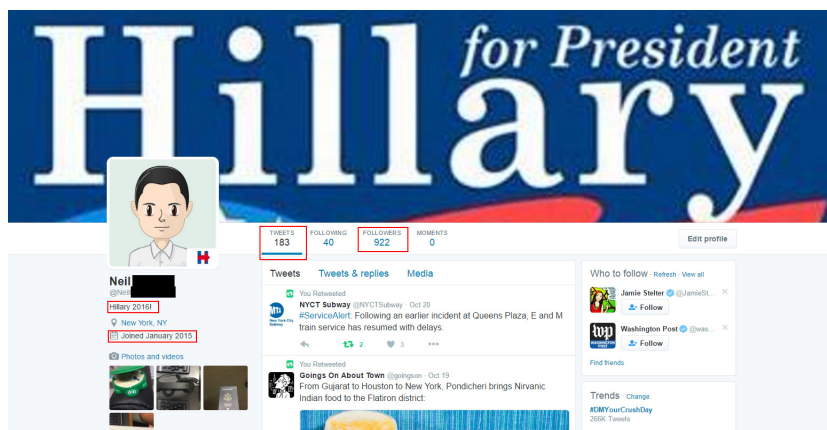 Hillary
for President
TWEETS FOLLOWING FOLLOWERS MOMENTS
183 40 922 0
Edit profile
Neil
@Neil
Hillary 2016!
New York, NY
Joined January 2015
Photos and videos
Tweets Tweets & replies Media
You Retweeted
NYCT Subway @NYCTSubway · Oct 20
#ServiceAlert: Following an earlier incident at Queens Plaza, E and M
train service has resumed with delays.
2 3
You Retweeted
Goings On About Town @goingson · Oct 19
From Gujarat to Houston to New York, Pondicheri brings Nirvanic
Indian food to the Flatiron district:
Who to follow · Refresh · View all
Jamie Stelter @JamieSt...
Follow
wp
Washington Post @was...
Follow
Find friends
Trends · Change
#DMYourCrushDay
266K Tweets